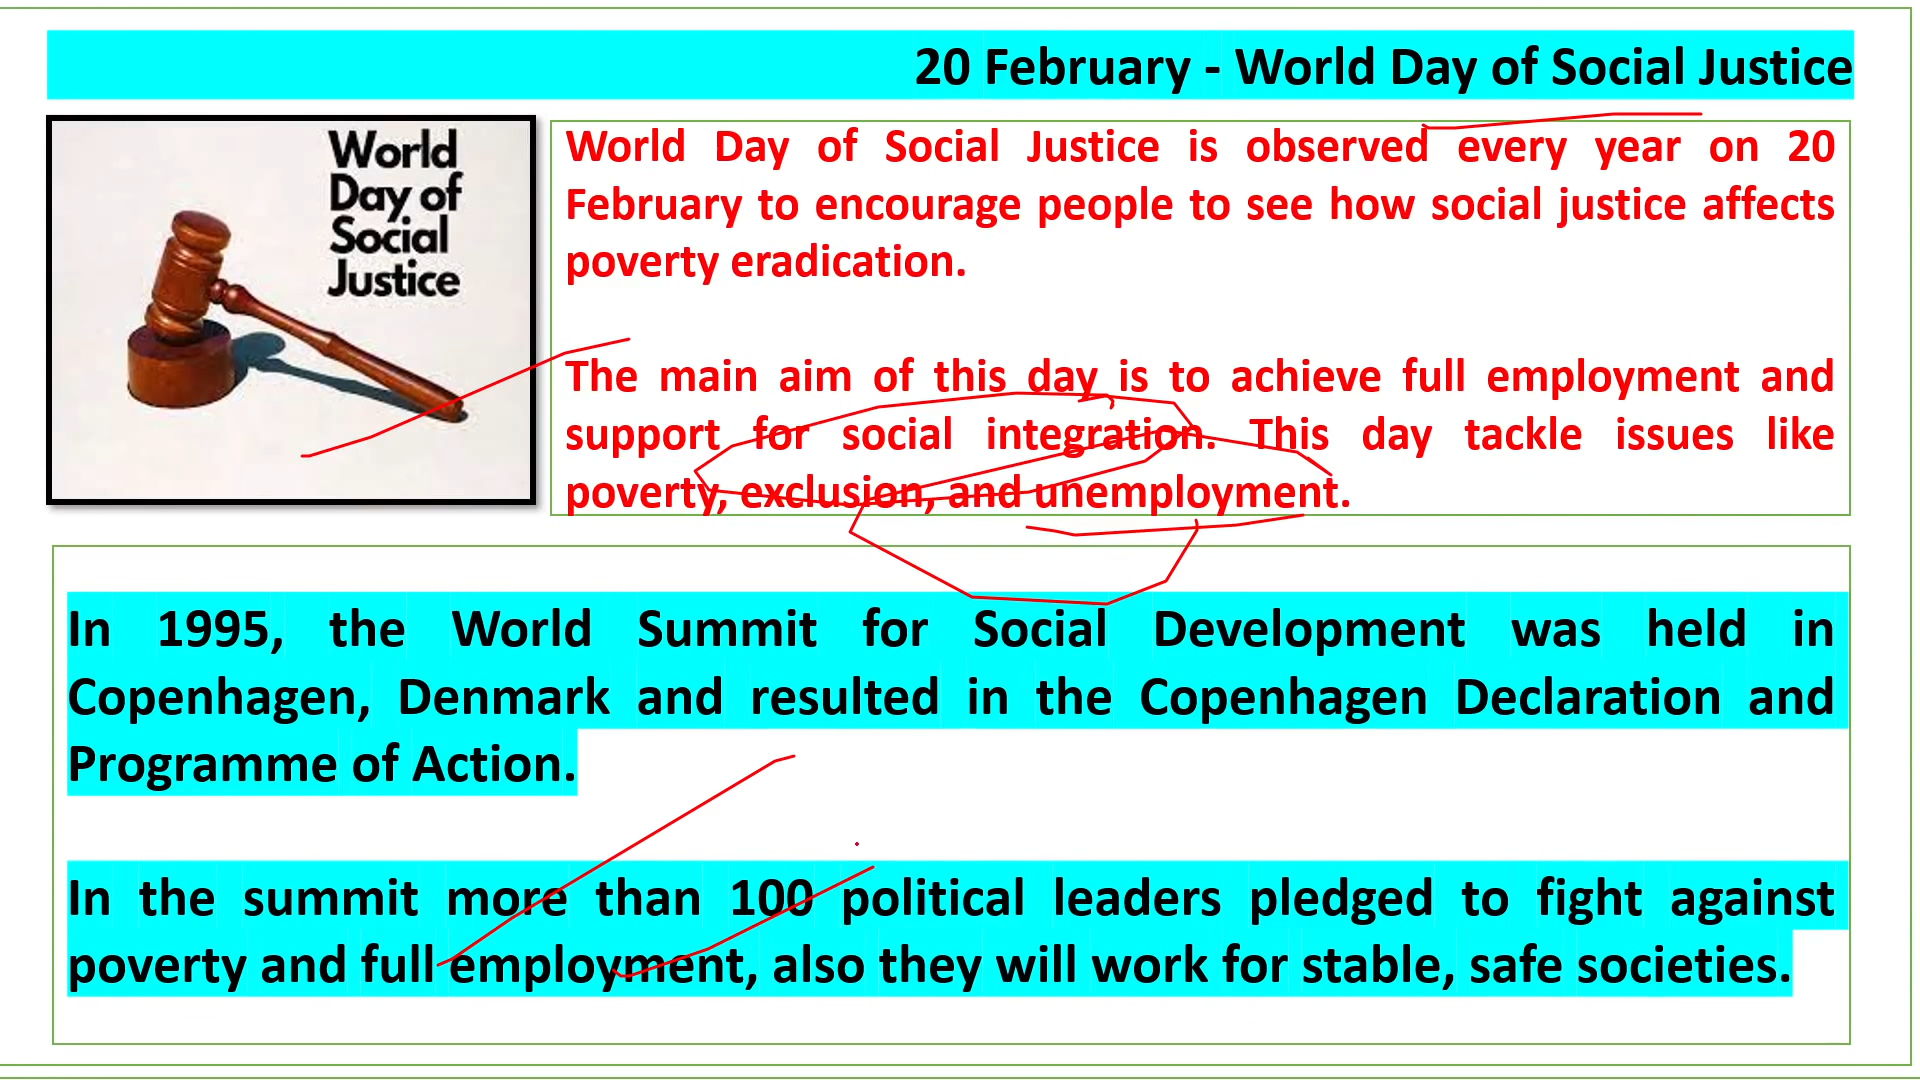 20 February - World Day of Social Justice
World
Day of
Social
Justice
World Day of Social Justice is observed every year on 20
February to encourage people to see how social justice affects
poverty eradication.
The main aim of this day is to achieve full employment and
support for social integration. This day tackle issues like
poverty, exclusion, and unemployment.
In 1995, the World Summit for Social Development was held in
Copenhagen, Denmark and resulted in the Copenhagen Declaration and
Programme of Action.
In the summit more than 100 political leaders pledged to fight against
poverty and full employment, also they will work for stable, safe societies.